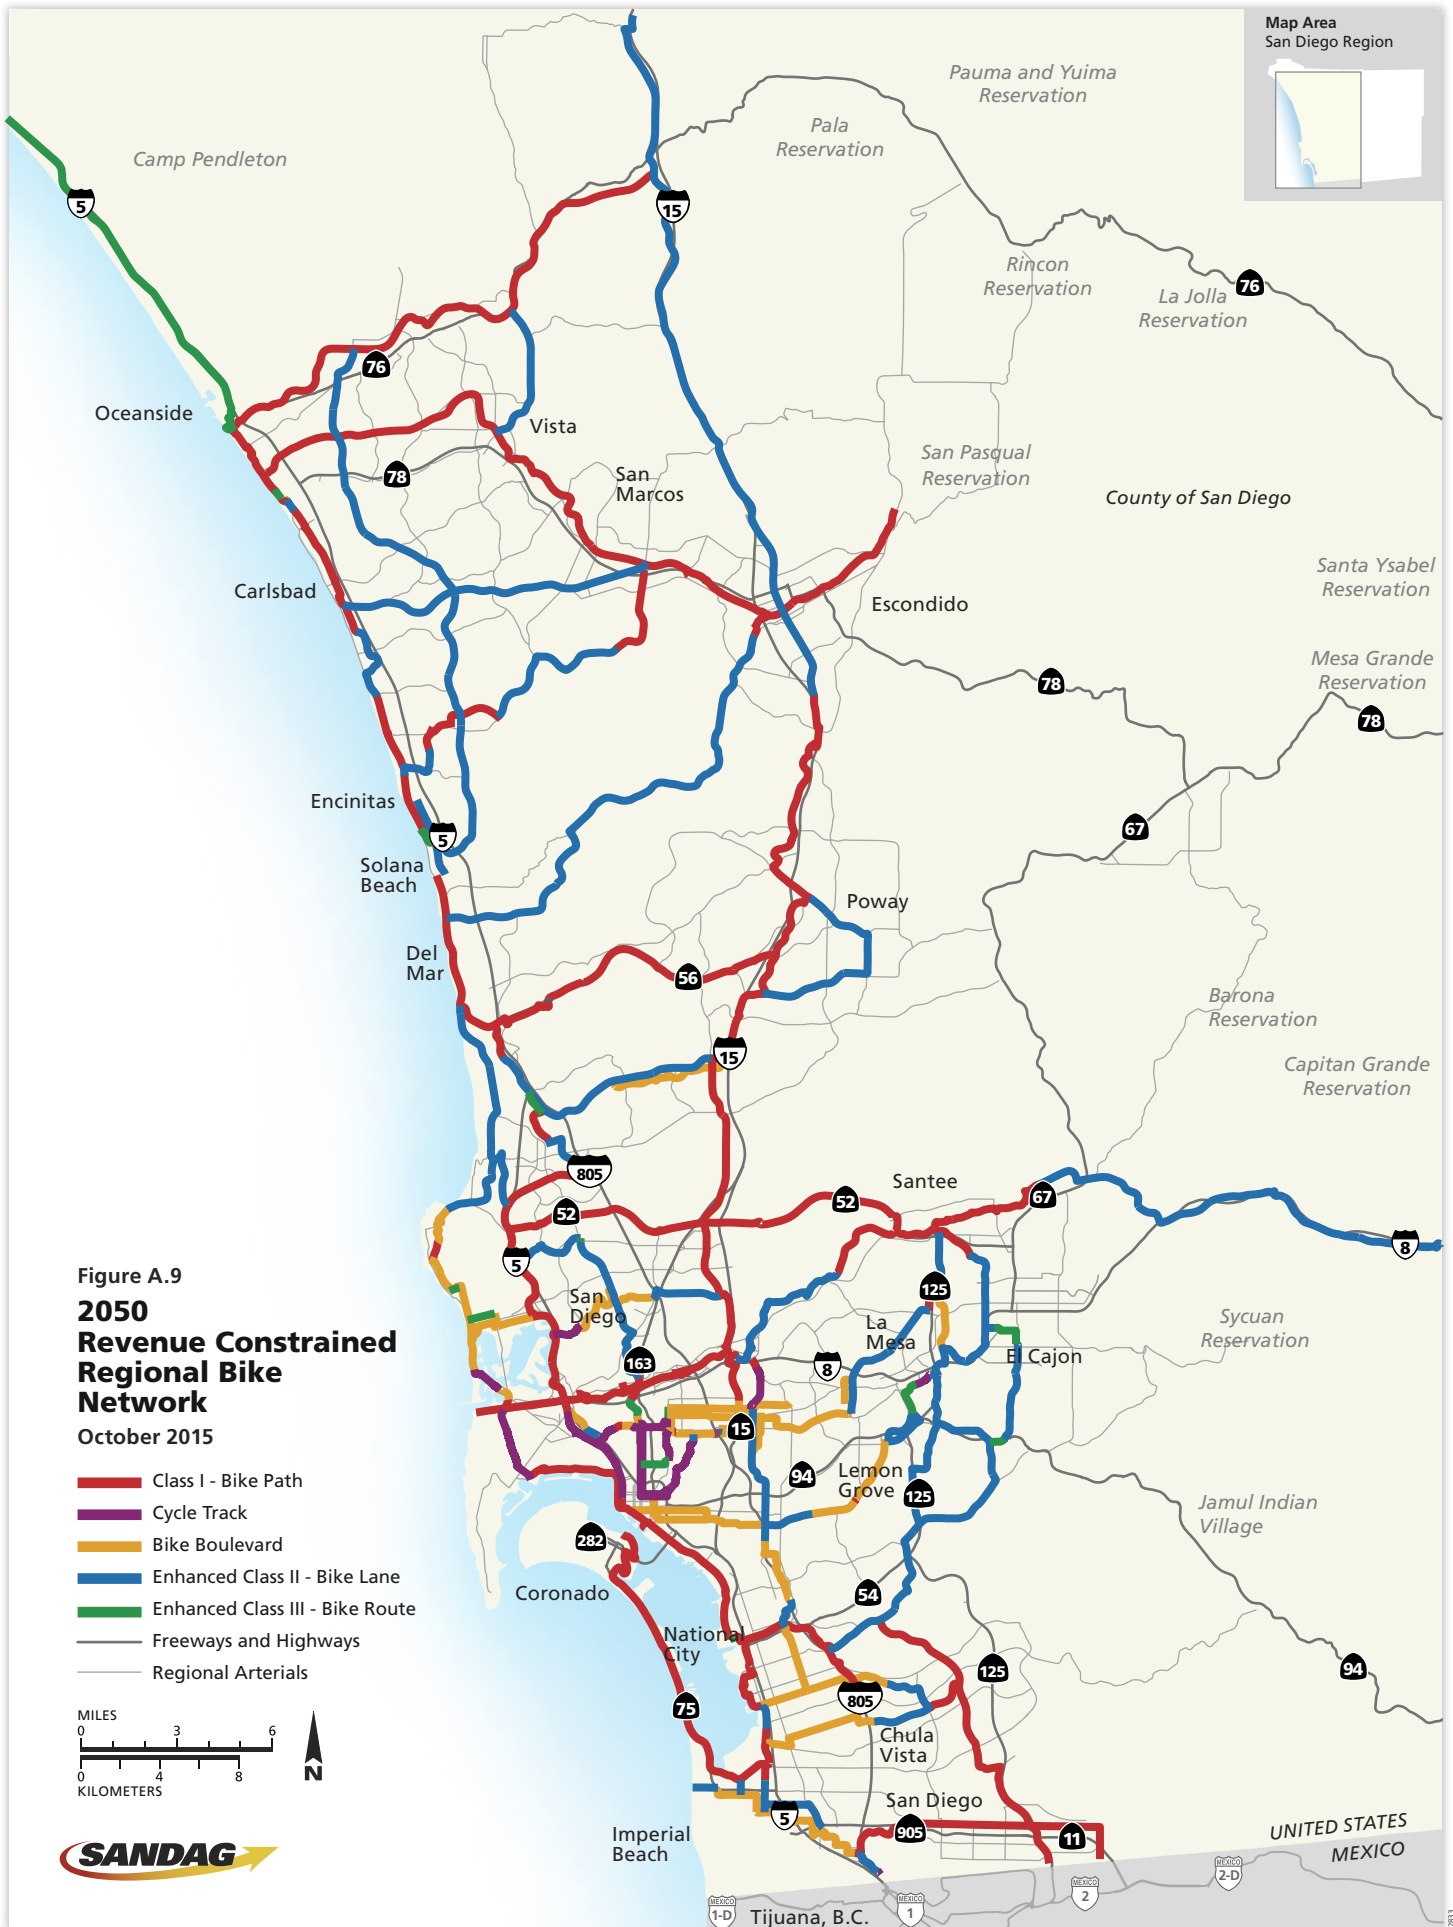 Map Area
San Diego Region
Pauma and Yuima
Reservation
Pala
Reservation
Camp Pendleton
5
15
Rincon
Reservation
La Jolla
Reservation
76
76
Oceanside
Vista
78
San
Marcos
San Pasqual
Reservation
County of San Diego
Santa Ysabel
Reservation
Carlsbad
Escondido
Mesa Grande
Reservation
78
78
Encinitas
5
67
Solana
Beach
Poway
Del
Mar
56
Barona
Reservation
15
Capitan Grande
Reservation
805
Santee
52
67
52
8
5
Figure A.9
2050
Revenue Constrained
Regional Bike
Network
October 2015
San
Diego
125
La
Mesa
Sycuan
Reservation
163
8
El Cajon
15
94
Lemon
Grove
125
Jamul Indian
Village
Class I - Bike Path
Cycle Track
Bike Boulevard
Enhanced Class II - Bike Lane
Enhanced Class III - Bike Route
Freeways and Highways
Regional Arterials
282
Coronado
54
National
City
125
94
75
805
Chula
Vista
MILES
0 3 6
0 4 8
KILOMETERS
N
San Diego
5
905
11
Imperial
Beach
UNITED STATES
MEXICO
SANDAG
MEXICO
1-D
Tijuana, B.C.
MEXICO
1
MEXICO
2
MEXICO
2-D